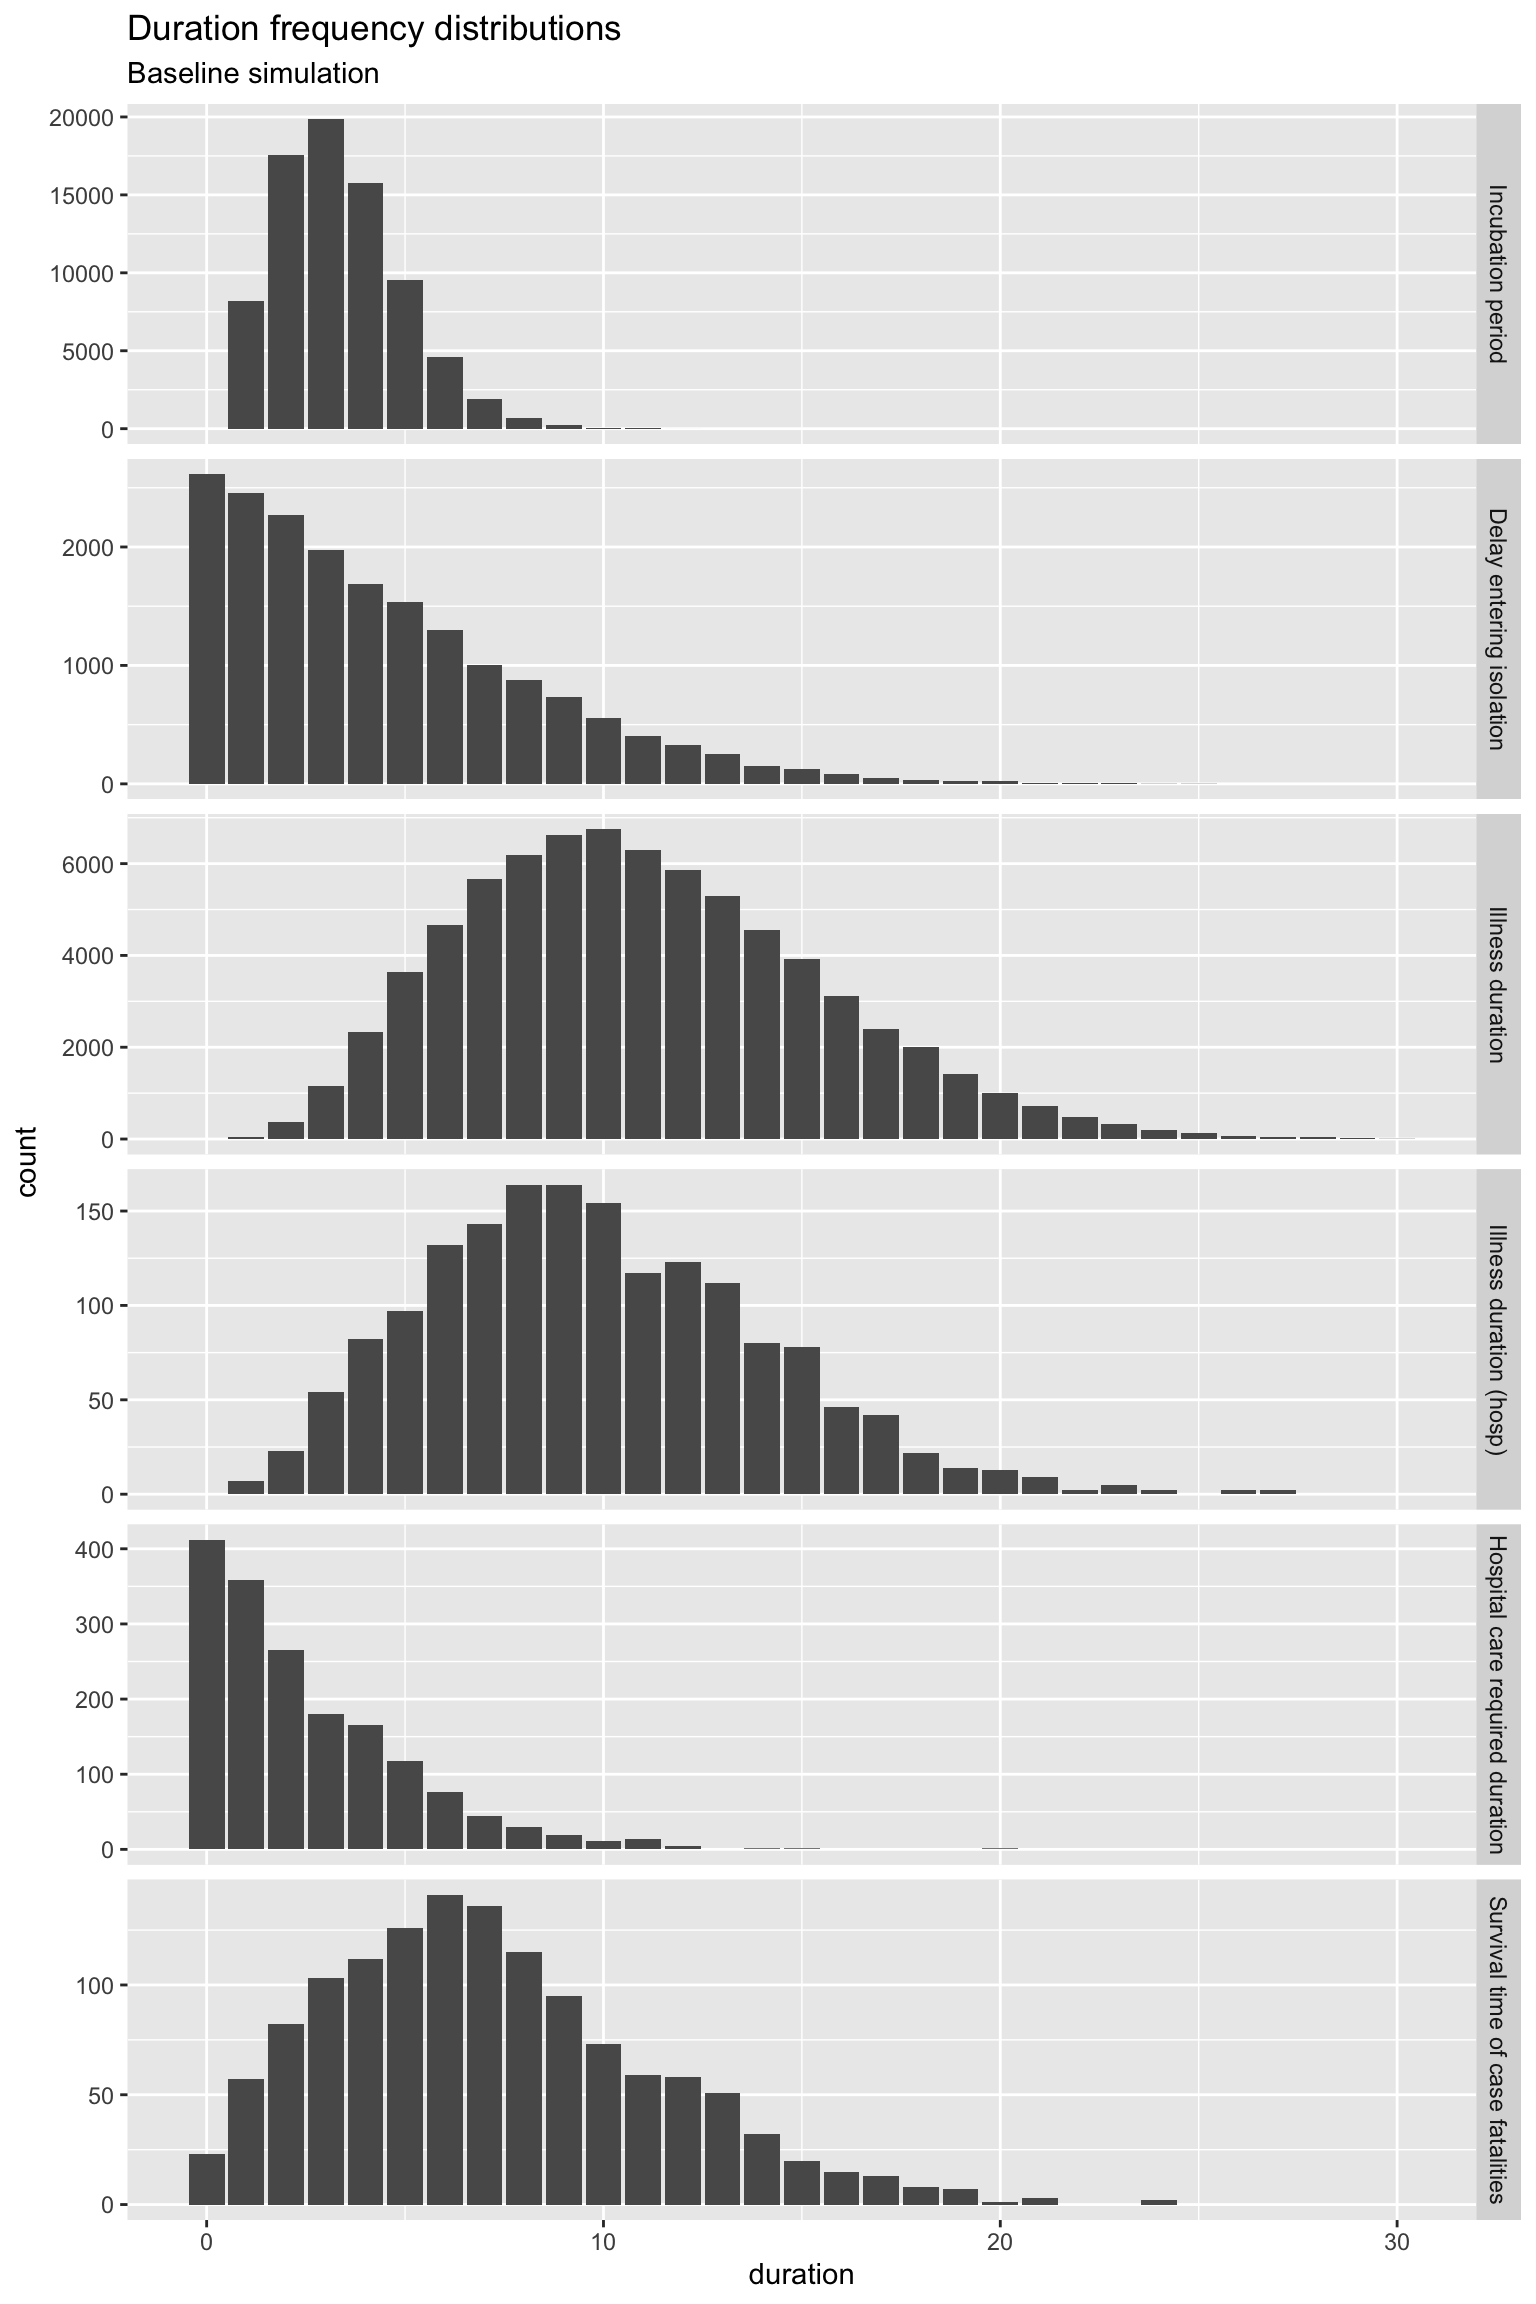 Duration frequency distributions
Baseline simulation
20000
15000
10000
5000
0
Incubation period
2000
1000
0
Delay entering isolation
6000
4000
2000
0
Illness duration
150
100
50
0
Illness duration (hosp)
400
300
200
100
0
Hospital care required duration
100
50
0
Survival time of case fatalities
count
0 10 20 30
duration